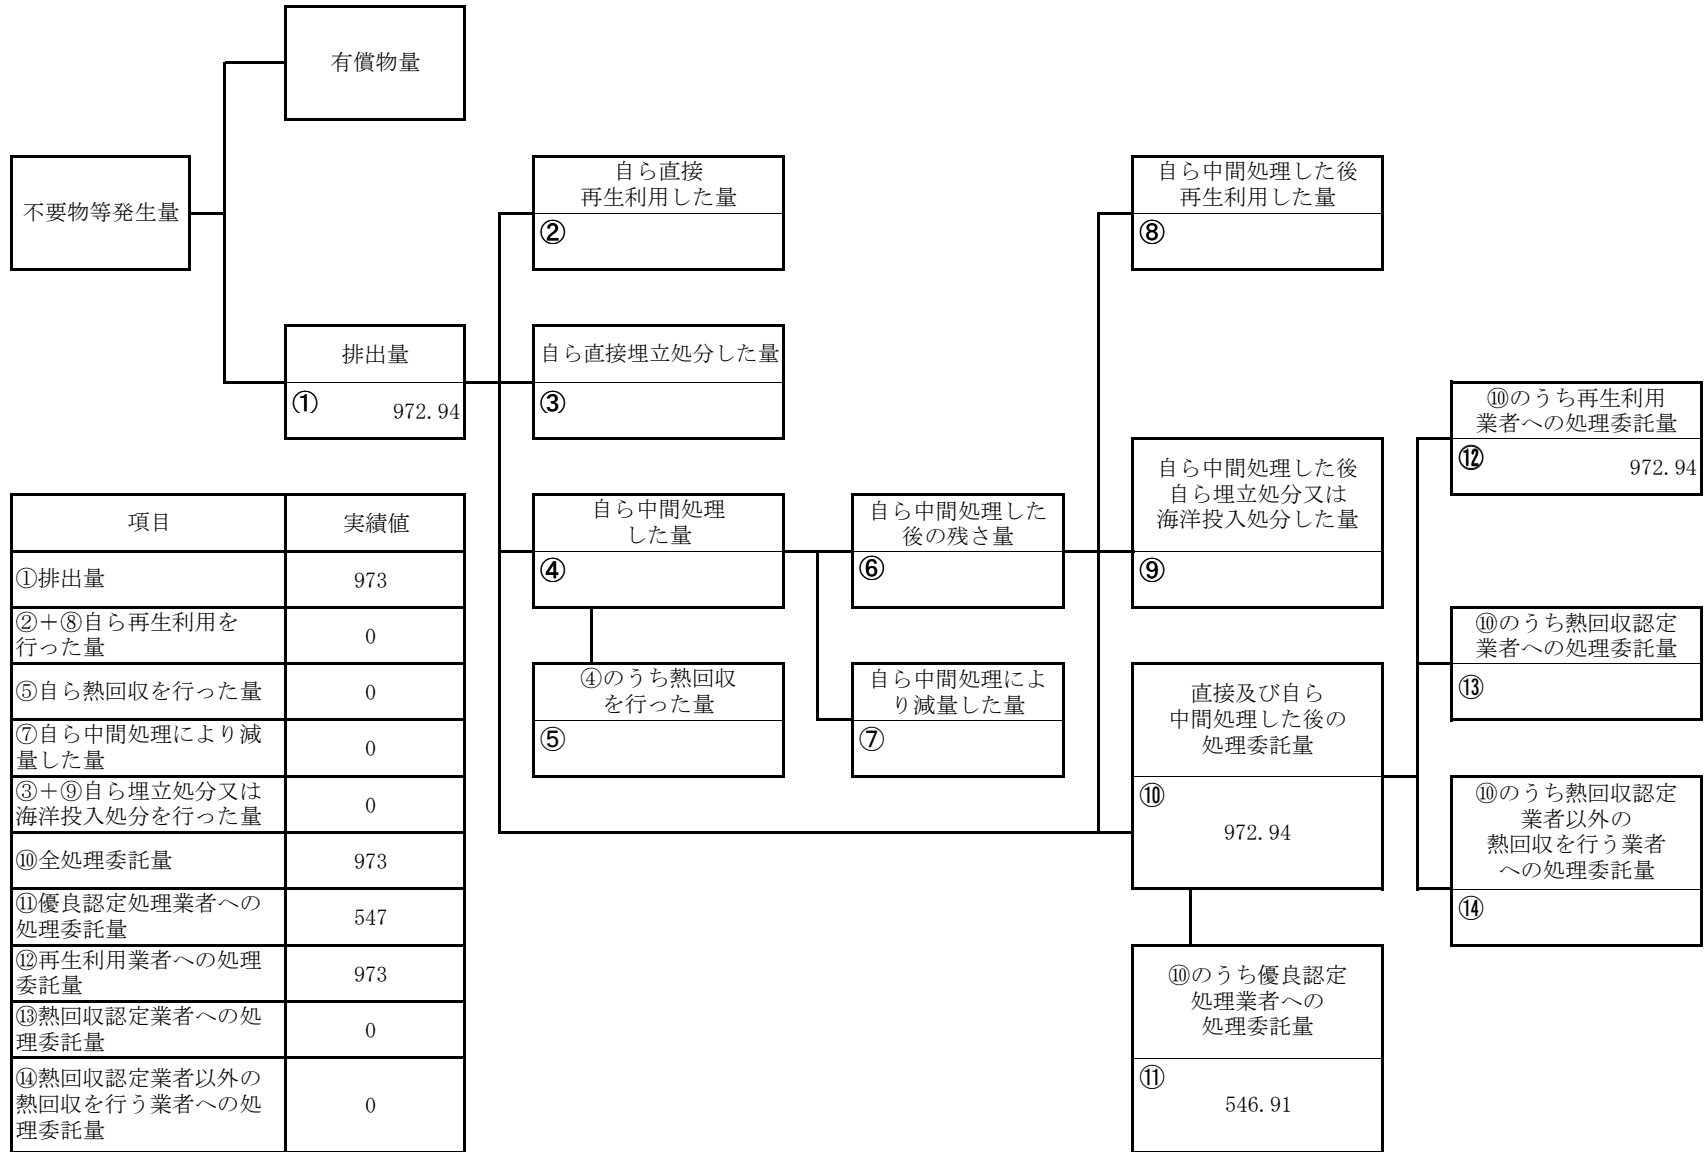 有償物量
不要物等発生量
排出量
①
972.94
自ら直接
再生利用した量
②
自ら直接埋立処分した量
③
自ら中間処理
した量
④
④のうち熱回収
を行った量
⑤
自ら中間処理した
後の残さ量
⑥
自ら中間処理によ
り減量した量
⑦
自ら中間処理した後
再生利用した量
⑧
自ら中間処理した後
自ら埋立処分又は
海洋投入処分した量
⑨
直接及び自ら
中間処理した後の
処理委託量
⑩
972.94
⑩のうち優良認定
処理業者への
処理委託量
⑪
546.91
⑩のうち再生利用
業者への処理委託量
⑫
972.94
⑩のうち熱回収認定
業者への処理委託量
⑬
⑩のうち熱回収認定
業者以外の
熱回収を行う業者
への処理委託量
⑭
項目 実績値
①排出量 973
②＋⑧自ら再生利用を
行った量 0
⑤自ら熱回収を行った量 0
⑦自ら中間処理により減
量した量 0
③＋⑨自ら埋立処分又は
海洋投入処分を行った量 0
⑩全処理委託量 973
⑪優良認定処理業者への
処理委託量 547
⑫再生利用業者への処理
委託量 973
⑬熱回収認定業者への処
理委託量 0
⑭熱回収認定業者以外の
熱回収を行う業者への処 0
理委託量